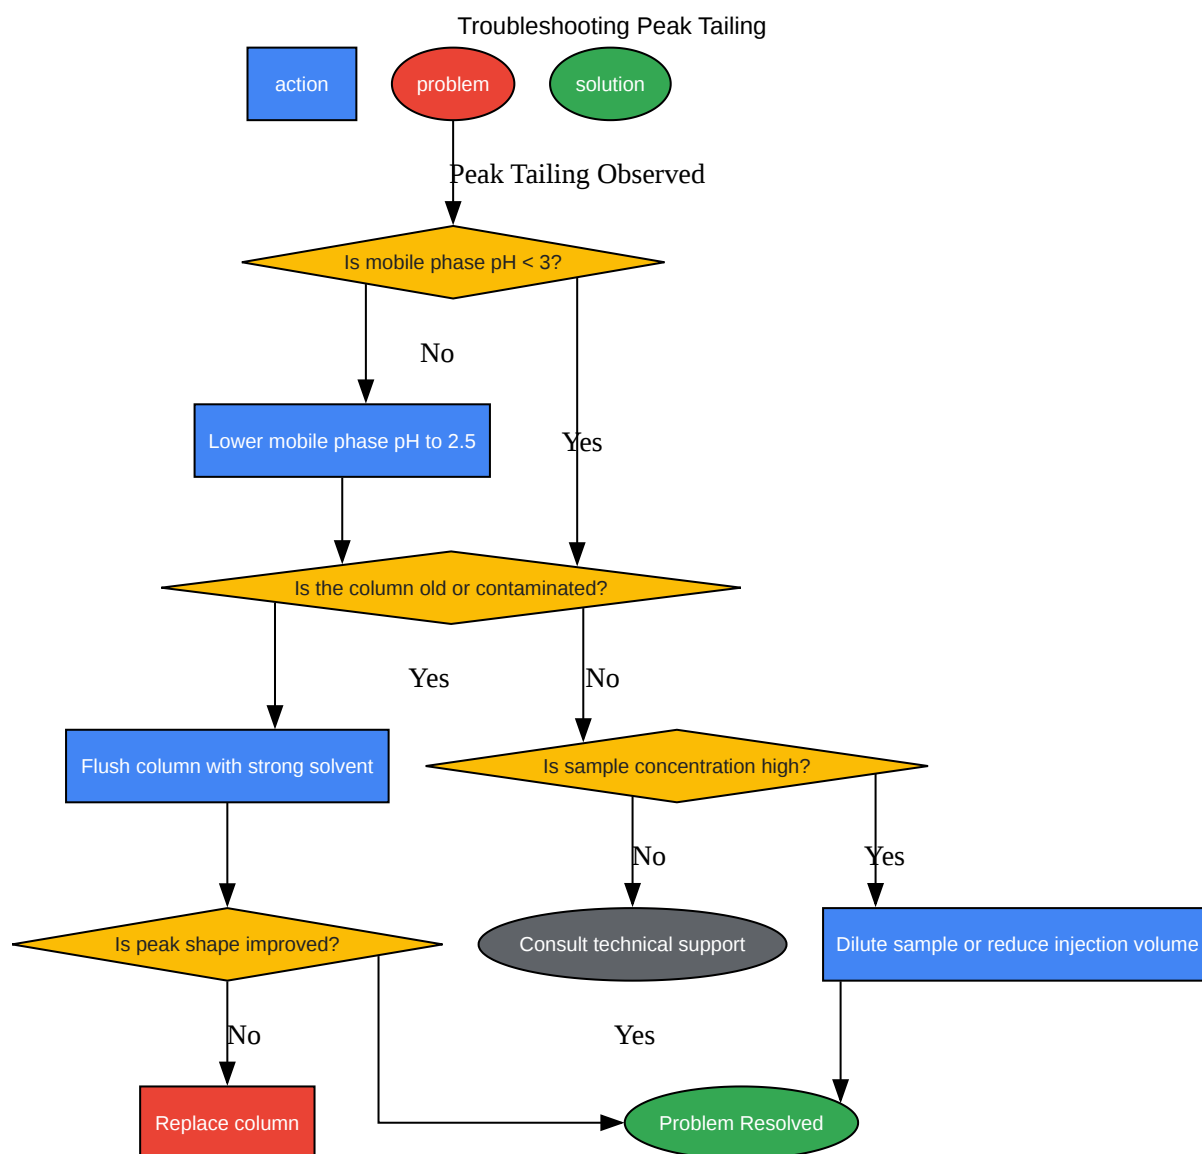 Troubleshooting Peak Tailing
action
problem
solution
Peak Tailing Observed
Is mobile phase pH < 3?
No
Lower mobile phase pH to 2.5
Yes
Is the column old or contaminated?
Yes
No
Flush column with strong solvent
Is sample concentration high?
No
Yes
Is peak shape improved?
Consult technical support
Dilute sample or reduce injection volume
No
Yes
Replace column
Problem Resolved